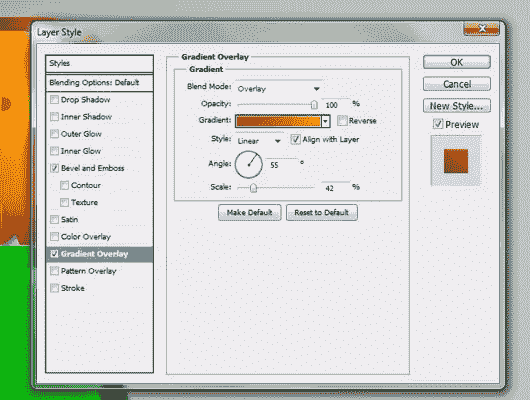 Layer Style
Styles
Blending Options: Default
Drop Shadow
Inner Shadow
Outer Glow
Inner Glow
Bevel and Emboss
Contour
Texture
Satin
Color Overlay
Gradient Overlay
Pattern Overlay
Stroke
Gradient Overlay
Gradient
Blend Mode: Overlay
Opacity: 100 %
Gradient: Reverse
Style: Linear Align with Layer
Angle: 55 °
Scale: 42 %
Make Default Reset to Default
OK
Cancel
New Style...
Preview